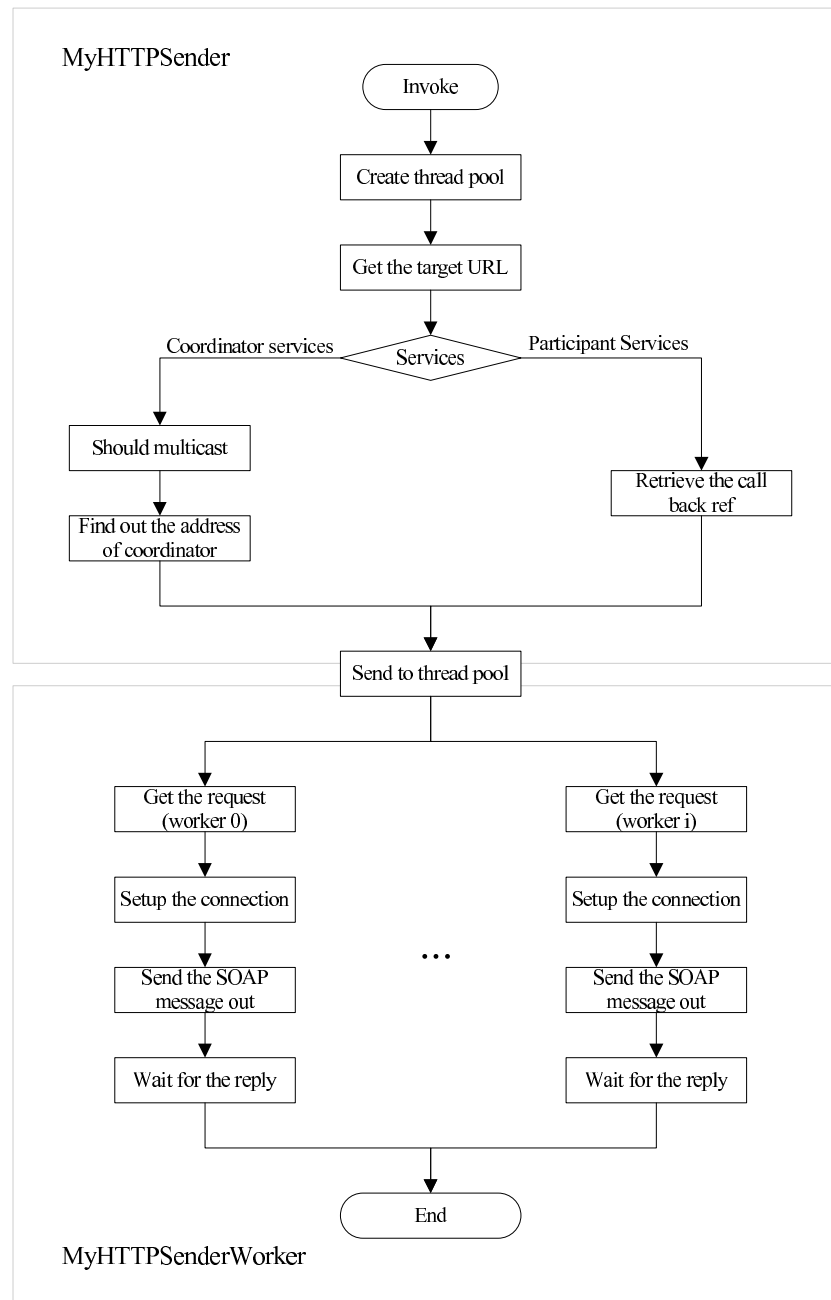 MyHTTPSender
Invoke
Create thread pool
Get the target URL
Coordinator services
Services
Participant Services
Should multicast
Retrieve the call
back ref
Find out the address
of coordinator
Send to thread pool
Get the request
(worker 0)
Get the request
(worker i)
Setup the connection
Setup the connection
...
Send the SOAP
message out
Send the SOAP
message out
Wait for the reply
Wait for the reply
End
MyHTTPSenderWorker